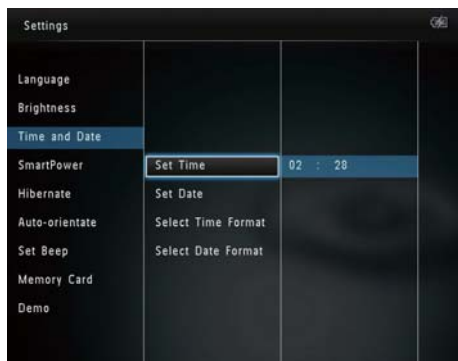 Settings
Language
Brightness
Time and Date
SmartPower
Set Time
02 : 28
Hibernate
Set Date
Auto-orientate
Select Time Format
Set Beep
Select Date Format
Memory Card
Demo